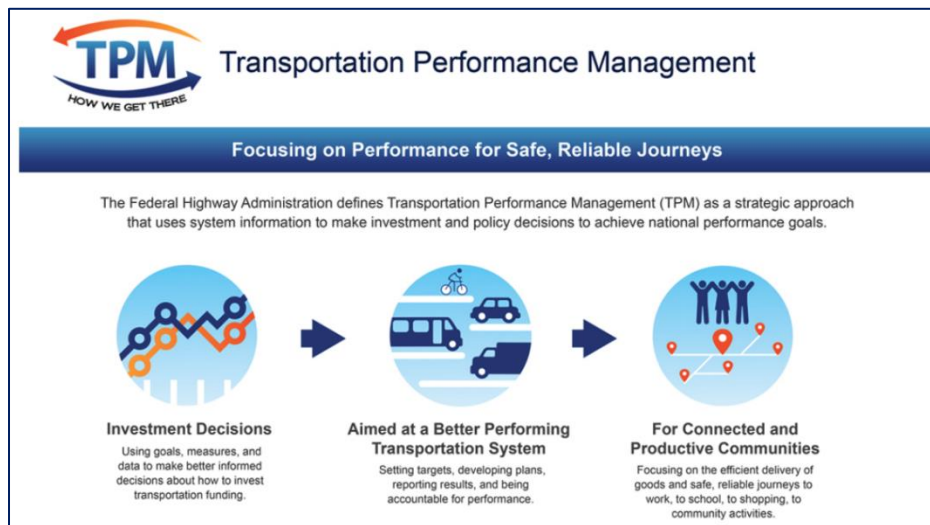 TPM
HOW WE GET THERE
Transportation Performance Management
Focusing on Performance for Safe, Reliable Journeys
The Federal Highway Administration defines Transportation Performance Management (TPM) as a strategic approach
that uses system information to make investment and policy decisions to achieve national performance goals.
Investment Decisions
Using goals, measures, and
data to make better informed
decisions about how to invest
transportation funding.
Aimed at a Better Performing
Transportation System
Setting targets, developing plans,
reporting results, and being
accountable for performance.
For Connected and
Productive Communities
Focusing on the efficient delivery of
goods and safe, reliable journeys to
work, to school, to shopping, to
community activities.